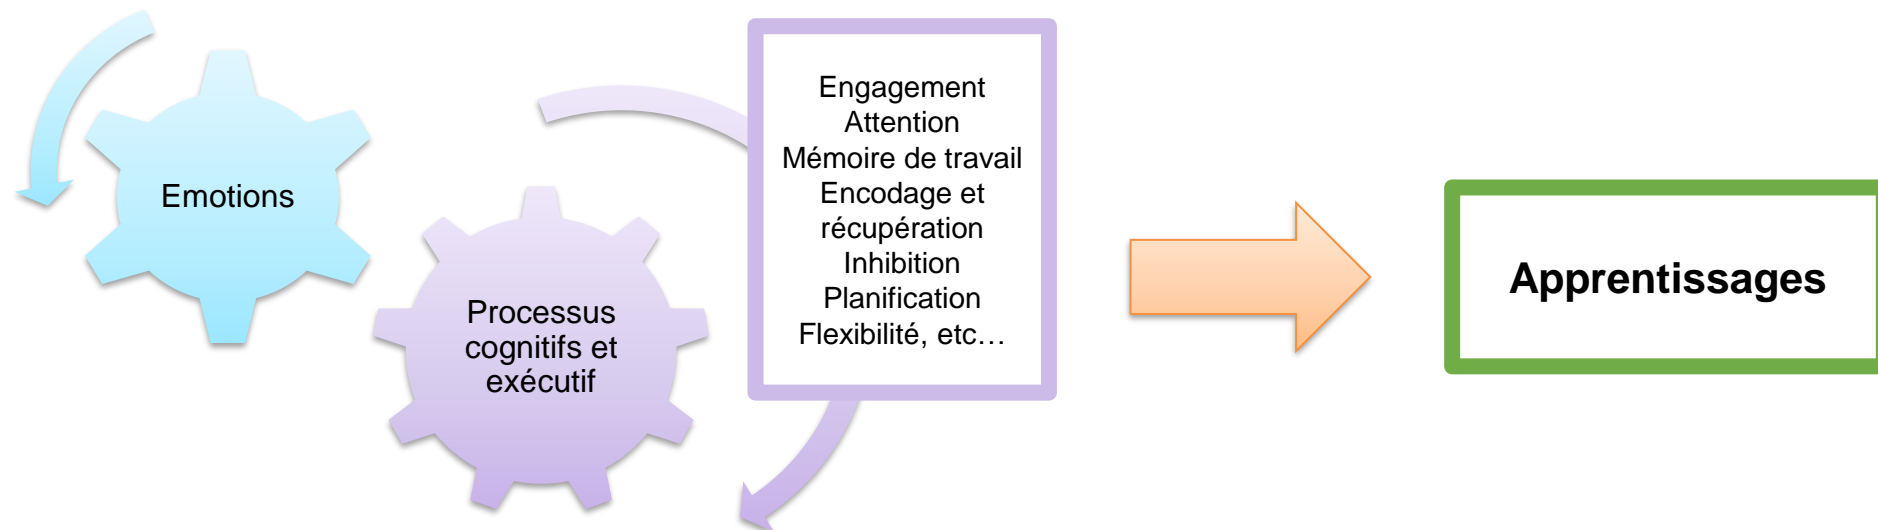 Emotions
Processus
cognitifs et
exécutif
Engagement
Attention
Mémoire de travail
Encodage et
récupération
Inhibition
Planification
Flexibilité, etc…
Apprentissages